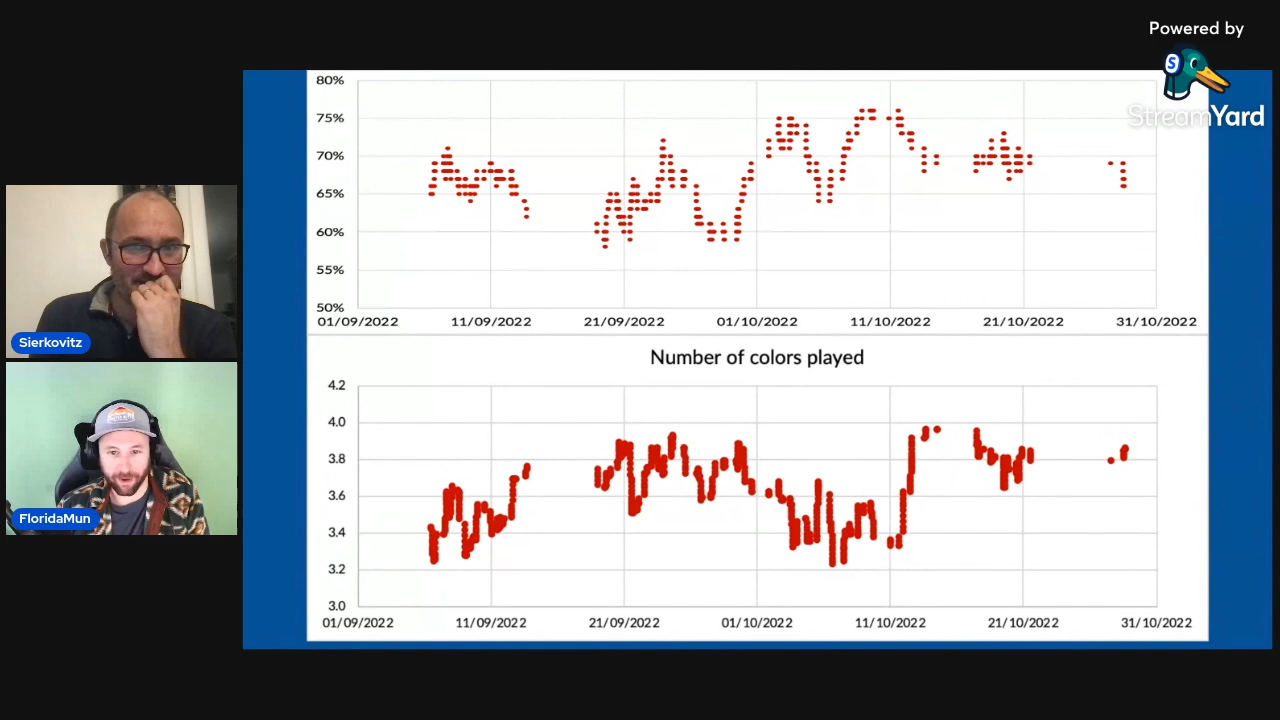 Powered by
StreamYard
80%
75%
70%
65%
60%
55%
50%
01/09/2022 11/09/2022 21/09/2022 01/10/2022 11/10/2022 21/10/2022 31/10/2022
Number of colors played
4.2
4.0
3.8
3.6
3.4
3.2
3.0
01/09/2022 11/09/2022 21/09/2022 01/10/2022 11/10/2022 21/10/2022 31/10/2022
Sierkovitz
FloridaMun